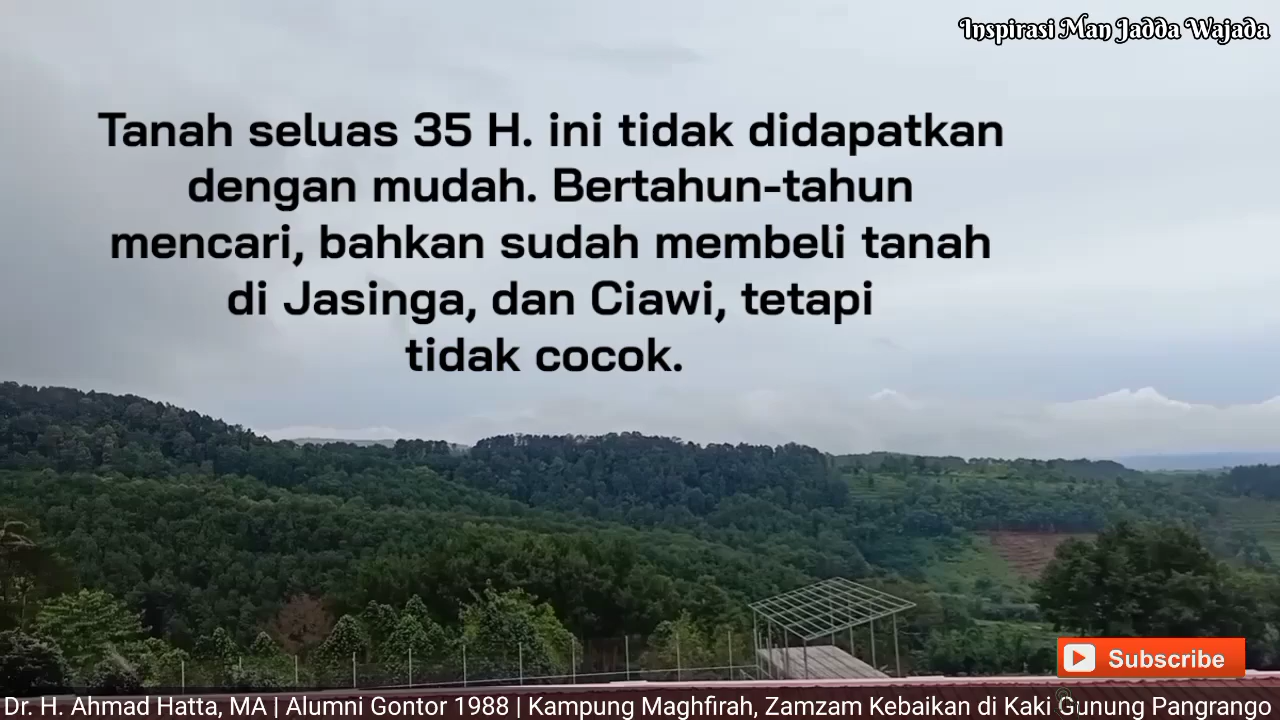 Inspirasi Man Jadda Wajada
Tanah seluas 35 H. ini tidak didapatkan
dengan mudah. Bertahun-tahun
mencari, bahkan sudah membeli tanah
di Jasinga, dan Ciawi, tetapi
tidak cocok.
Subscribe
Dr. H. Ahmad Hatta, MA | Alumni Gontor 1988 | Kampung Maghfirah, Zamzam Kebaikan di Kaki Gunung Pangrango